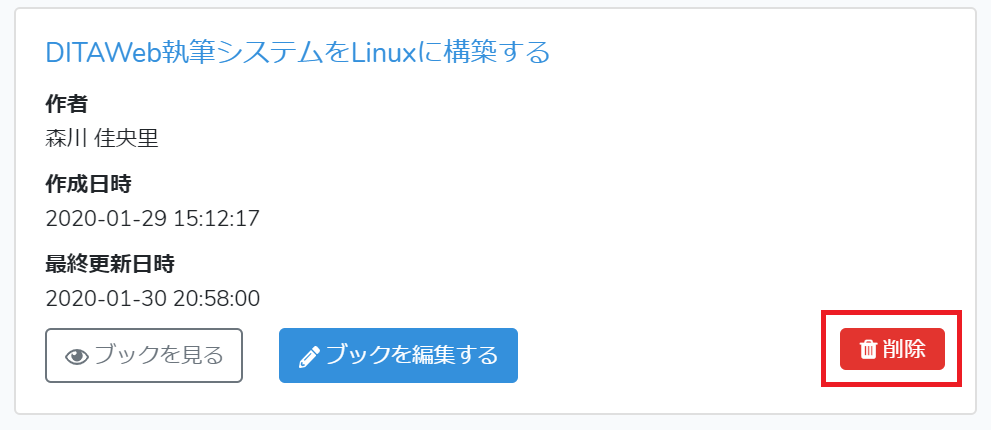 DITAWeb執筆システムをLinuxに構築する
作者
森川 佳央里
作成日時
2020-01-29 15:12:17
最終更新日時
2020-01-30 20:58:00
ブックを見る
ブックを編集する
削除